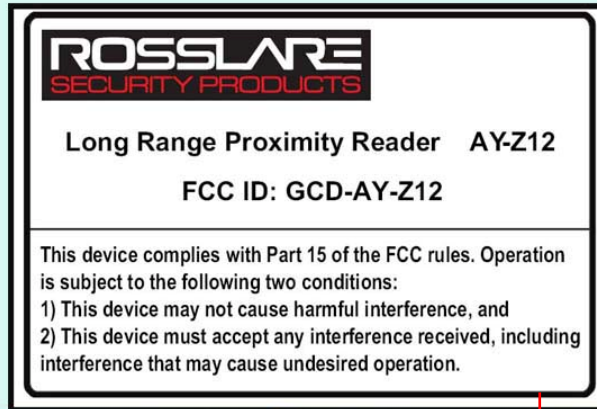 ROSSLARE
SECURITY PRODUCTS
Long Range Proximity Reader AY-Z12
FCC ID: GCD-AY-Z12
This device complies with Part 15 of the FCC rules. Operation
is subject to the following two conditions:
1) This device may not cause harmful interference, and
2) This device must accept any interference received, including
interference that may cause undesired operation.